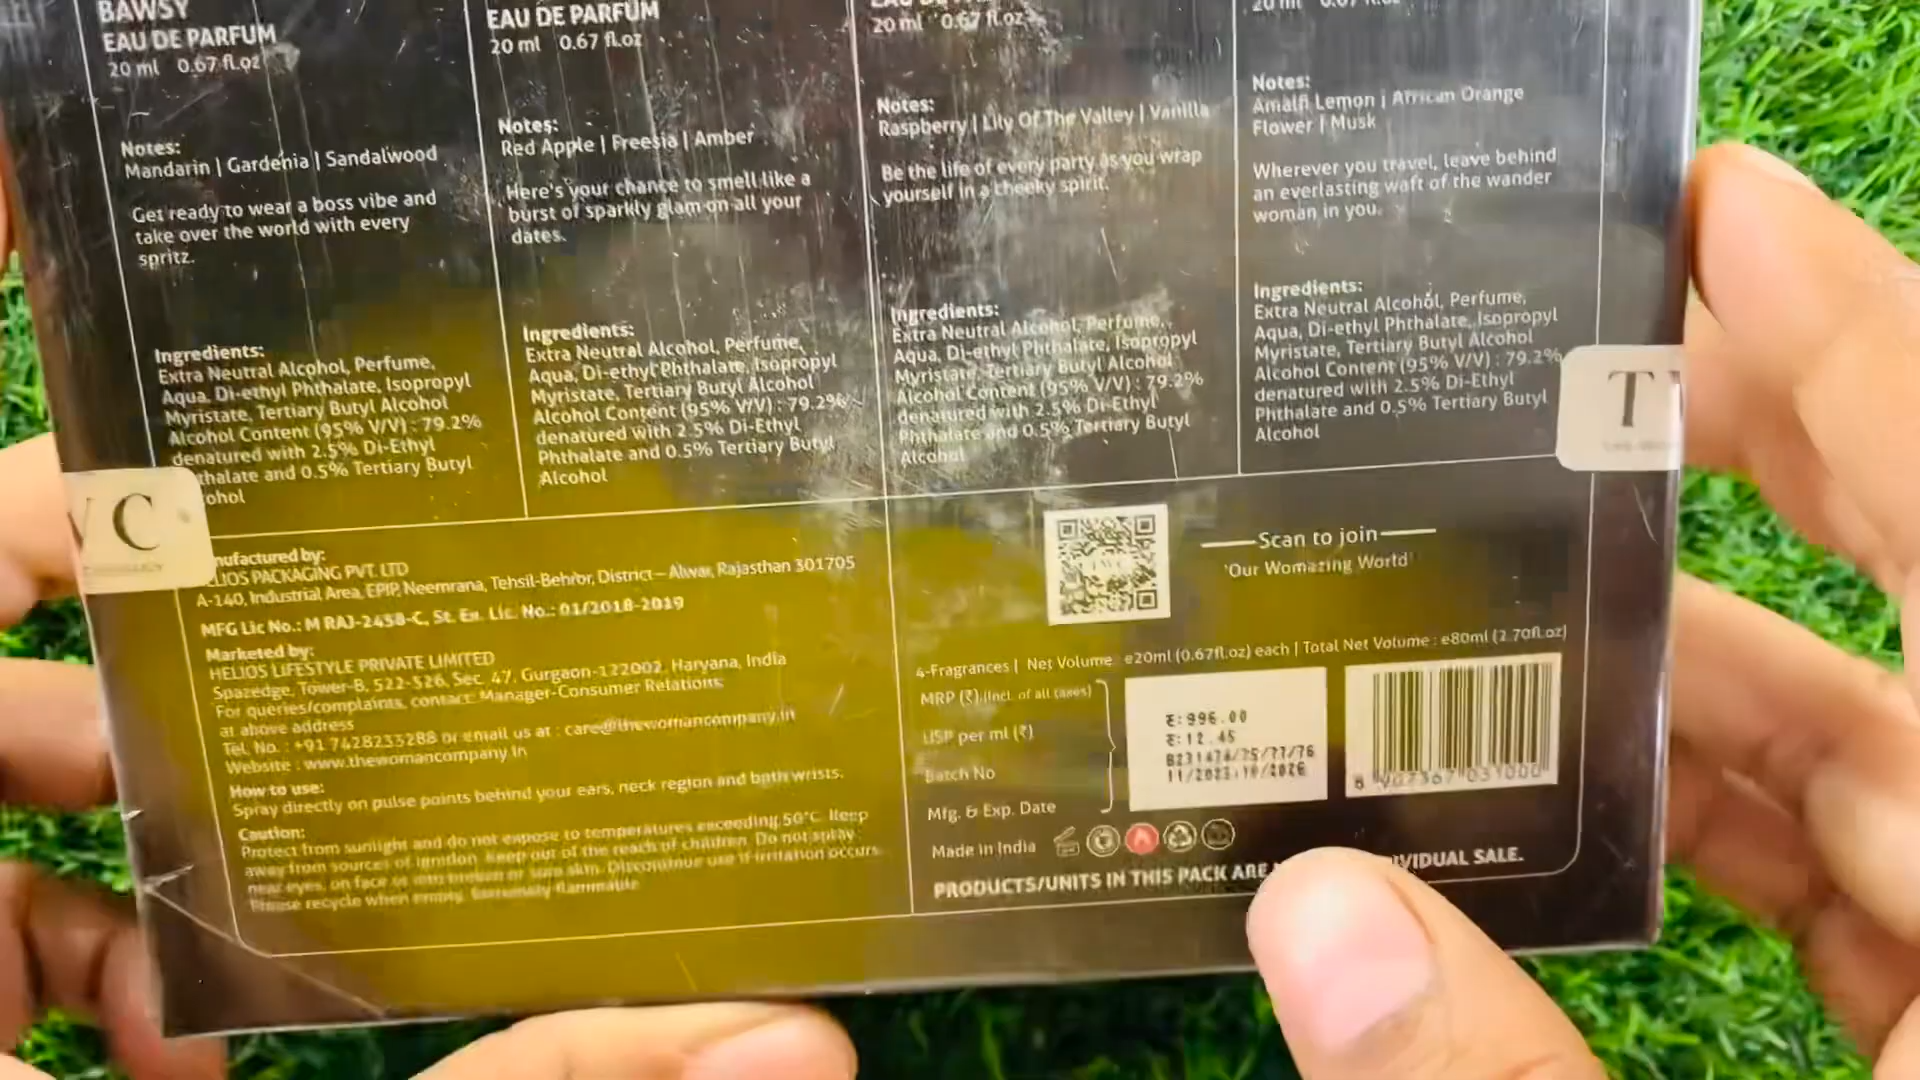 BAWSY
EAU DE PARFUM
20 ml 0.67 fl.oz
Notes:
Mandarin | Gardenia | Sandalwood
Get ready to wear a boss vibe and
take over the world with every
spritz.
Ingredients:
Extra Neutral Alcohol, Perfume,
Aqua, Di-ethyl Phthalate, Isopropyl
Myristate, Tertiary Butyl Alcohol
Alcohol Content (95% V/V) : 79.2%
denatured with 2.5% Di-Ethyl
thalate and 0.5% Tertiary Butyl
ohol
EAU DE PARFUM
20 ml 0.67 fl.oz
Notes:
Red Apple | Freesia | Amber
Here's your chance to smell like a
burst of sparkly glam on all your
dates.
Ingredients:
Extra Neutral Alcohol, Perfume,
Aqua, Di-ethyl Phthalate, Isopropyl
Myristate, Tertiary Butyl Alcohol
Alcohol Content (95% V/V) : 79.2%
denatured with 2.5% Di-Ethyl
Phthalate and 0.5% Tertiary Butyl
Alcohol
20 ml 0.67 fl.oz
Notes:
Raspberry | Lily Of The Valley | Vanilla
Be the life of every party as you wrap
yourself in a cheeky spirit.
Ingredients:
Extra Neutral Alcohol, Perfume,
Aqua, Di-ethyl Phthalate, Isopropyl
Myristate, Tertiary Butyl Alcohol
Alcohol Content (95% V/V) : 79.2%
denatured with 2.5% Di-Ethyl
Phthalate and 0.5% Tertiary Butyl
Alcohol
20 ml 0.67 fl.oz
Notes:
Amalfi Lemon | African Orange
Flower | Musk
Wherever you travel, leave behind
an everlasting waft of the wander
woman in you.
Ingredients:
Extra Neutral Alcohol, Perfume,
Aqua, Di-ethyl Phthalate, Isopropyl
Myristate, Tertiary Butyl Alcohol
Alcohol Content (95% V/V) : 79.2%
denatured with 2.5% Di-Ethyl
Phthalate and 0.5% Tertiary Butyl
Alcohol
T
C
nufactured by:
LIOS PACKAGING PVT. LTD
A-140, Industrial Area, EPIP, Neemrana, Tehsil-Behror, District – Alwar, Rajasthan 301705
MFG Lic No.: M RAJ-2458-C, St. Ex. Lic. No.: 01/2018-2019
Marketed by:
HELIOS LIFESTYLE PRIVATE LIMITED
Spazedge, Tower-B, 522-526, Sec. 47, Gurgaon-122002, Haryana, India
For queries/complaints, contact: Manager-Consumer Relations
at above address
Tel. No. : +91 7428233288 or email us at : care@thewomancompany.in
Website : www.thewomancompany.in
How to use:
Spray directly on pulse points behind your ears, neck region and both wrists.
Caution:
Protect from sunlight and do not expose to temperatures exceeding 50°C. Keep
away from sources of ignition. Keep out of the reach of children. Do not spray
near eyes, on face or into broken or sore skin. Discontinue use if irritation occurs.
Please recycle when empty. Extremely flammable
Scan to join
'Our Womazing World'
4-Fragrances | Net Volume : e20ml (0.67fl.oz) each | Total Net Volume : e80ml (2.70fl.oz)
MRP (₹) (Incl. of all taxes)
USP per ml (₹)
Batch No
Mfg. & Exp. Date
₹:996.00
₹:12.45
B231474/75/77/76
11/2023:10/2026
Made in India
PRODUCTS/UNITS IN THIS PACK ARE IVIDUAL SALE.